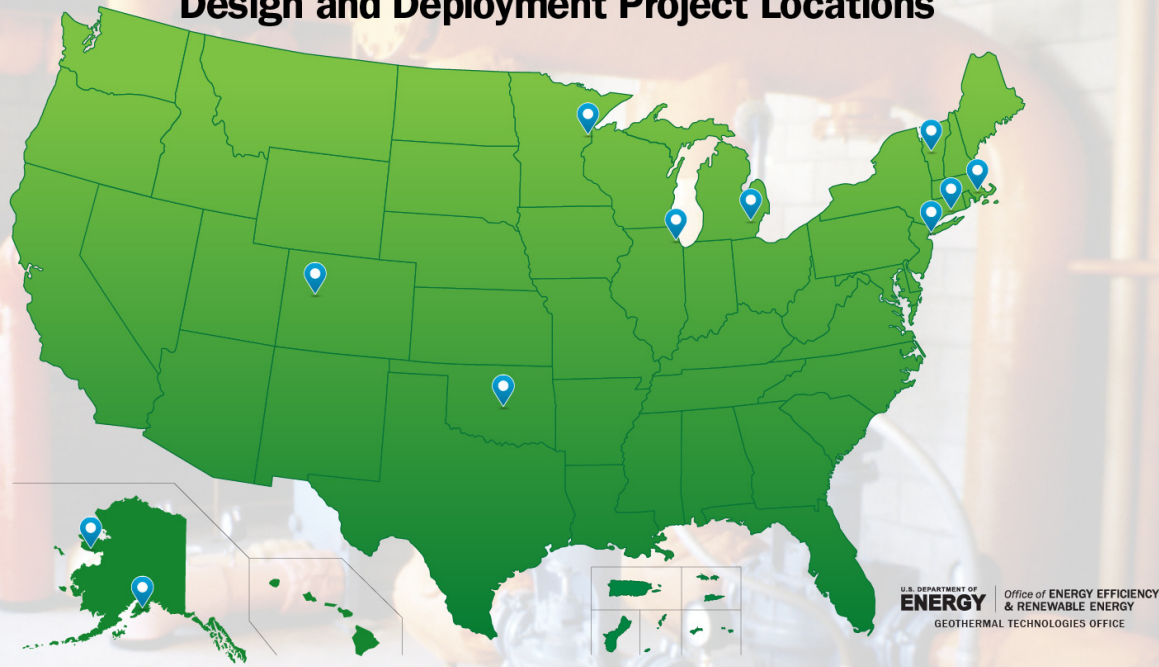 Design and Deployment Project Locations
U.S. DEPARTMENT OF
ENERGY
Office of ENERGY EFFICIENCY
& RENEWABLE ENERGY
GEOTHERMAL TECHNOLOGIES OFFICE